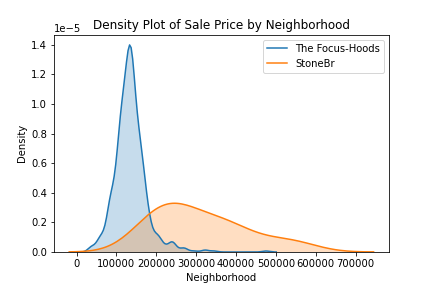 Density Plot of Sale Price by Neighborhood
1e−5
The Focus-Hoods
StoneBr
1.4
1.2
1.0
0.8
0.6
0.4
0.2
0.0
Density
0 100000 200000 300000 400000 500000 600000 700000
Neighborhood